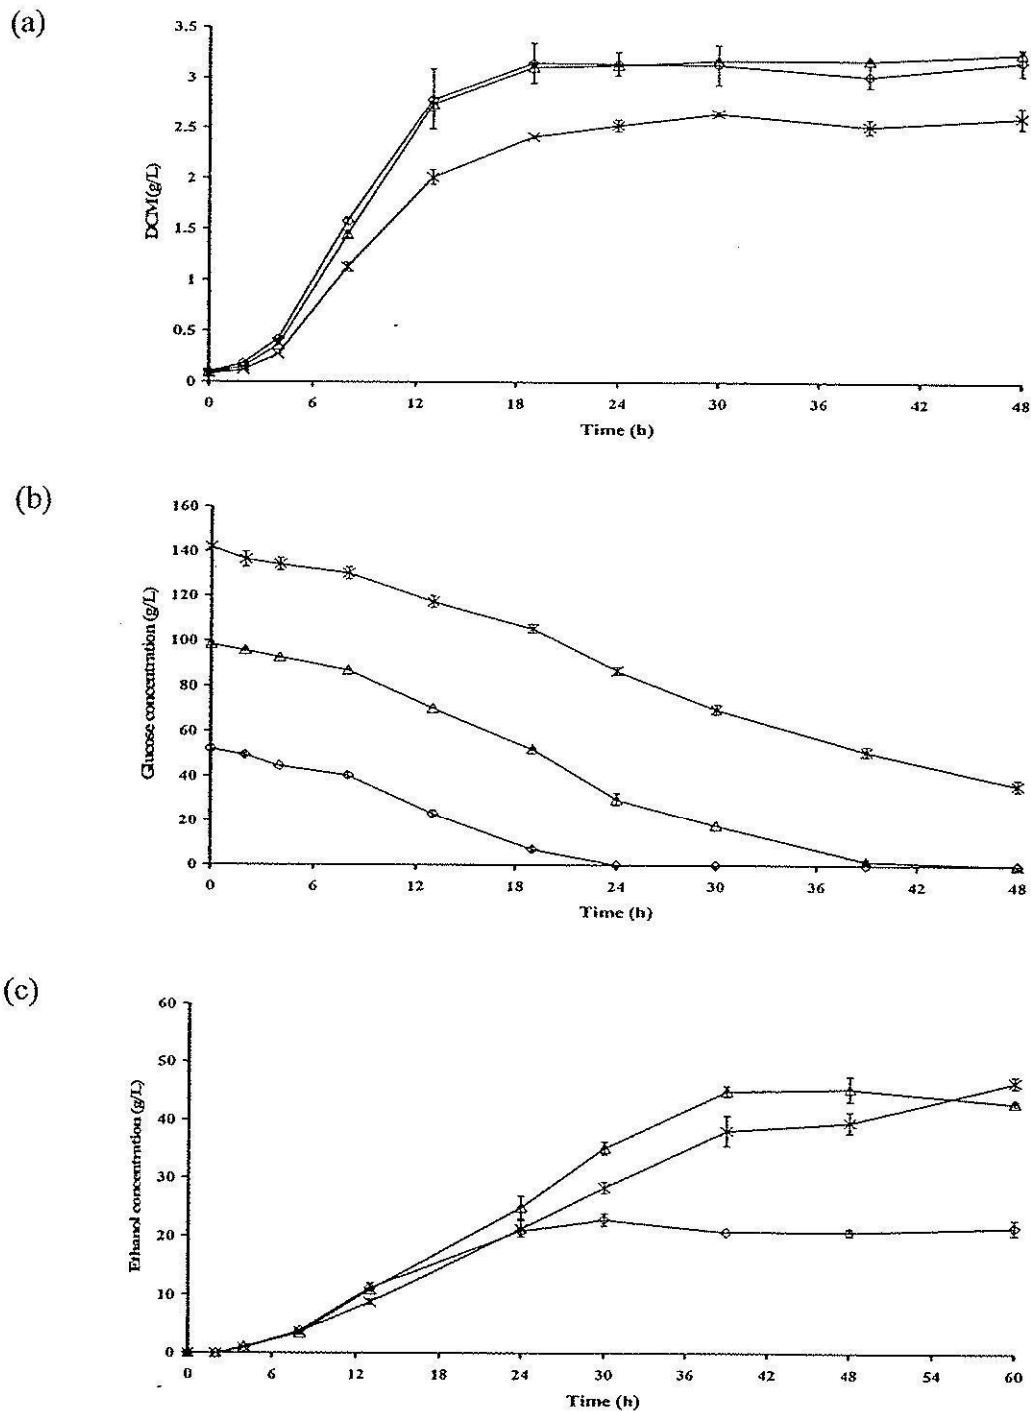 (a)
3.5
3
2.5
2
1.5
1
0.5
0
DCM (g/L)
0 6 12 18 24 30 36 42 48
Time (h)
(b)
160
140
120
100
80
60
40
20
0
Glucose concentration (g/L)
0 6 12 18 24 30 36 42 48
Time (h)
(c)
60
50
40
30
20
10
0
Ethanol concentration (g/L)
0 6 12 18 24 30 36 42 48 54 60
Time (h)